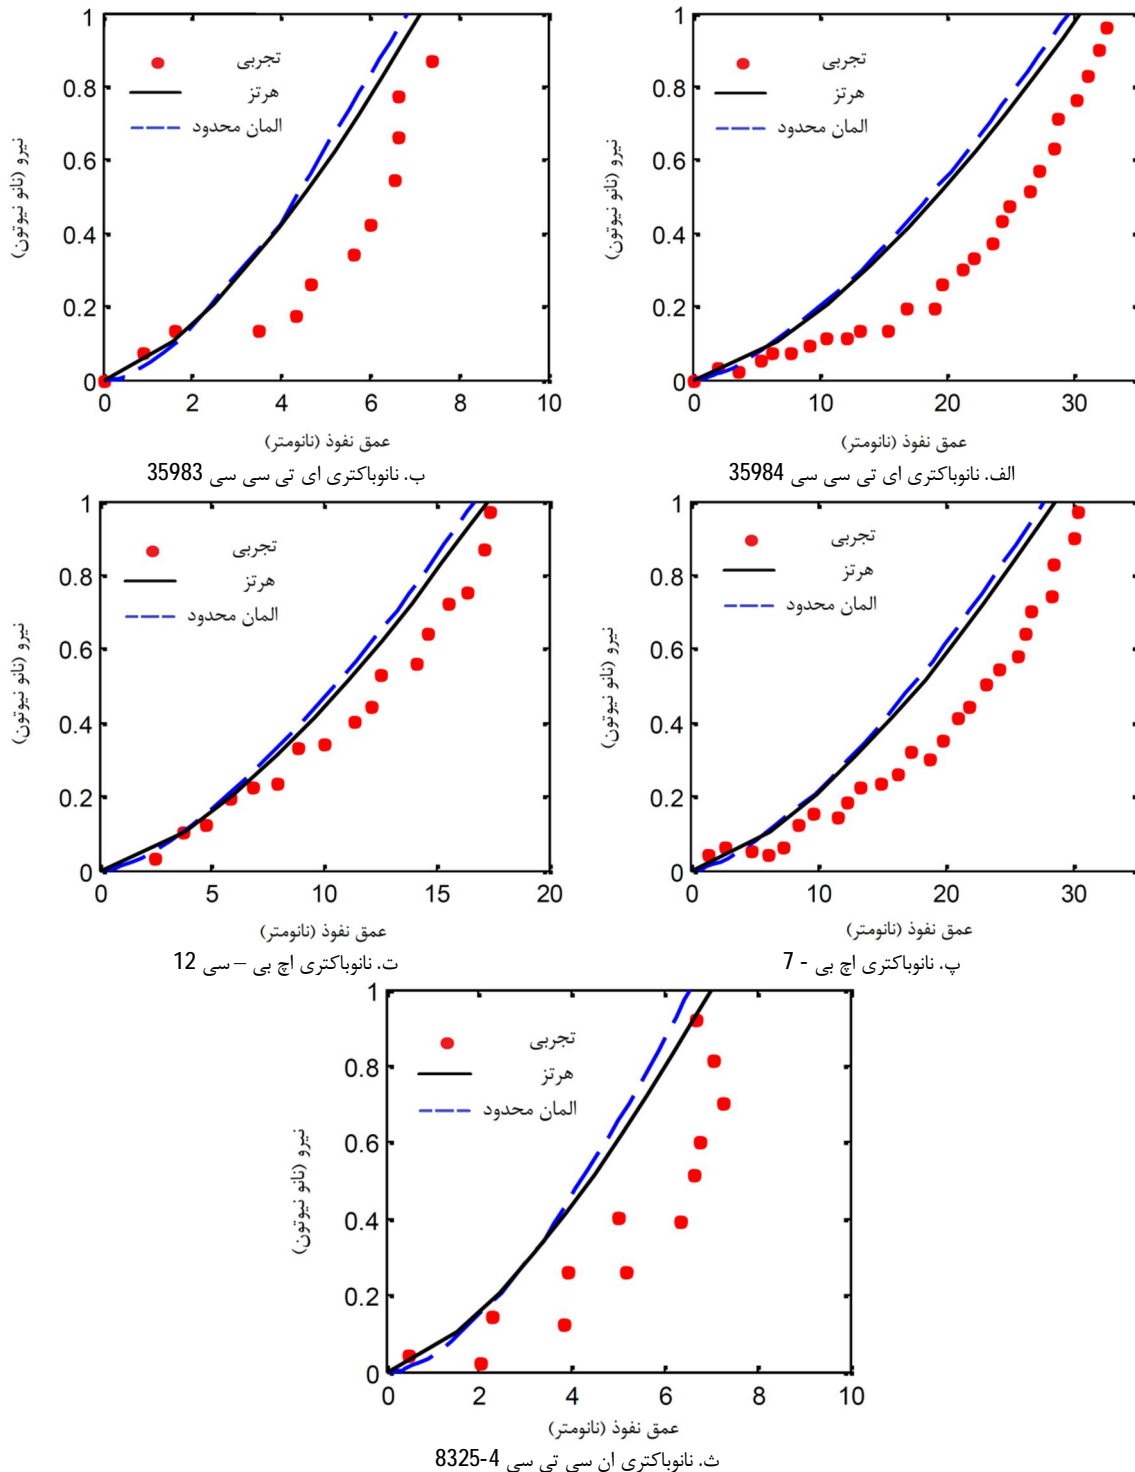 1
0.8
0.6
0.4
0.2
0
0
10
20
30
تجربی
هرتز
المان محدود
نیرو (نانو نیوتون)
عمق نفوذ (نانومتر)
الف. نانوباکتری ای تی سی سی 35984
1
0.8
0.6
0.4
0.2
0
0
2
4
6
8
10
تجربی
هرتز
المان محدود
نیرو (نانو نیوتون)
عمق نفوذ (نانومتر)
ب. نانوباکتری ای تی سی سی 35983
1
0.8
0.6
0.4
0.2
0
0
10
20
30
تجربی
هرتز
المان محدود
نیرو (نانو نیوتون)
عمق نفوذ (نانومتر)
پ. نانوباکتری اچ بی - 7
1
0.8
0.6
0.4
0.2
0
0
5
10
15
20
تجربی
هرتز
المان محدود
نیرو (نانو نیوتون)
عمق نفوذ (نانومتر)
ت. نانوباکتری اچ بی – سی 12
1
0.8
0.6
0.4
0.2
0
0
2
4
6
8
10
تجربی
هرتز
المان محدود
نیرو (نانو نیوتون)
عمق نفوذ (نانومتر)
ث. نانوباکتری ان سی تی سی 4-8325